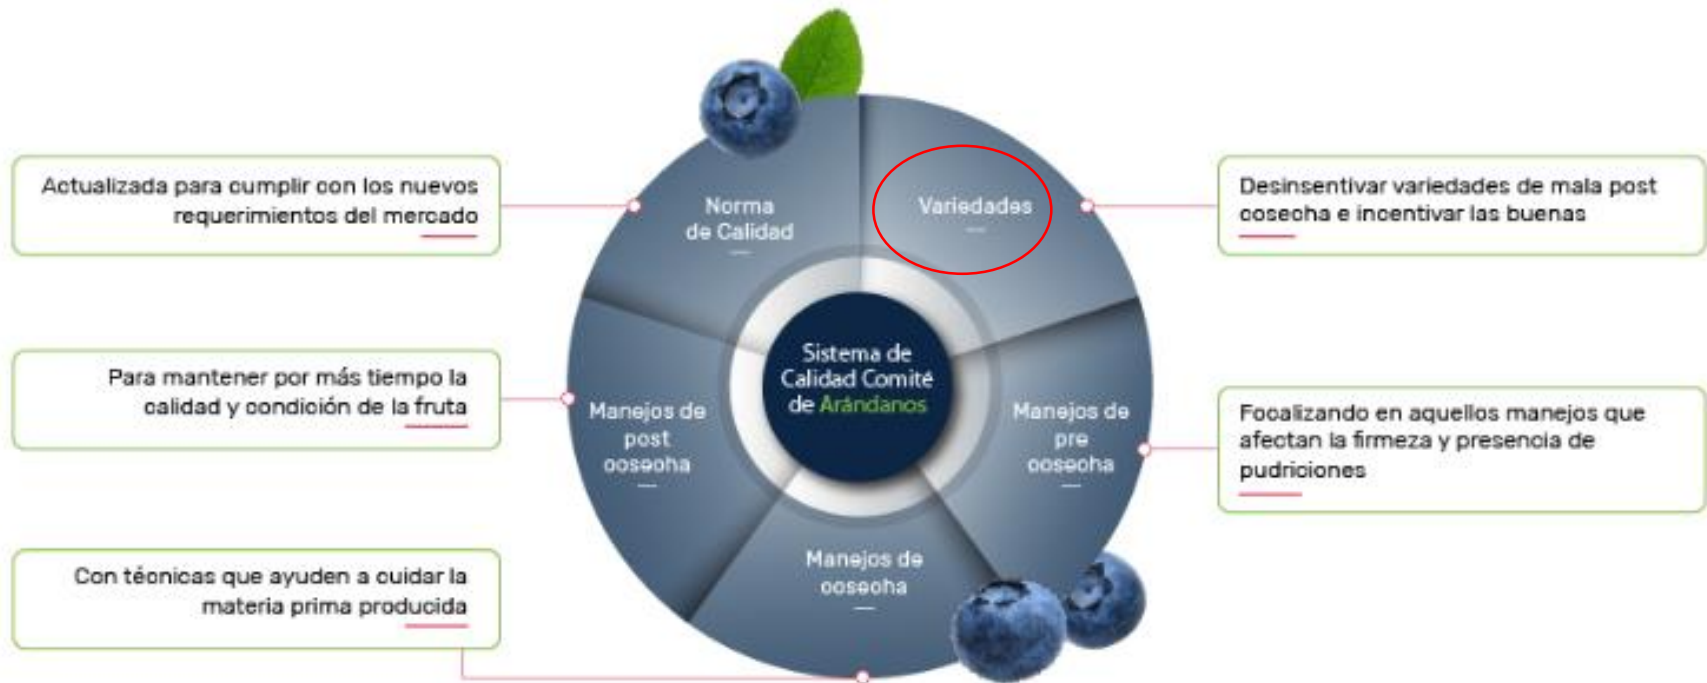 Actualizada para cumplir con los nuevos
requerimientos del mercado
Para mantener por más tiempo la
calidad y condición de la fruta
Con técnicas que ayuden a cuidar la
materia prima producida
Norma
de Calidad
Variedades
Manejos de
post
cosecha
Sistema de
Calidad Comité
de Arándanos
Manejos de
pre
cosecha
Manejos de
cosecha
Desinsentivar variedades de mala post
cosecha e incentivar las buenas
Focalizando en aquellos manejos que
afectan la firmeza y presencia de
pudriciones